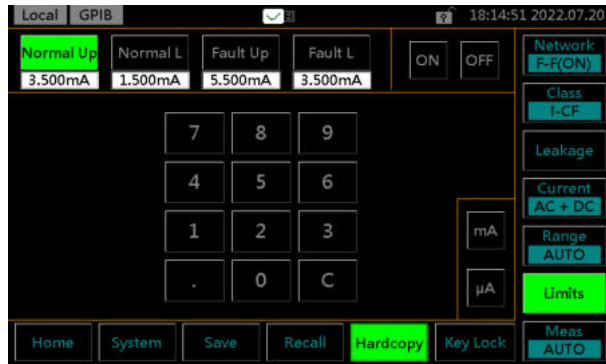 Local GPIB 18:14:51 2022.07.20
Normal Up Normal L Fault Up Fault L ON OFF
3.500mA 1.500mA 5.500mA 3.500mA
Network
F-F(ON)
Class
I-CF
Leakage
Current
AC + DC
Range
AUTO
Limits
Meas
AUTO
7 8 9
4 5 6
1 2 3
. 0 C
mA
µA
Home System Save Recall Hardcopy Key Lock